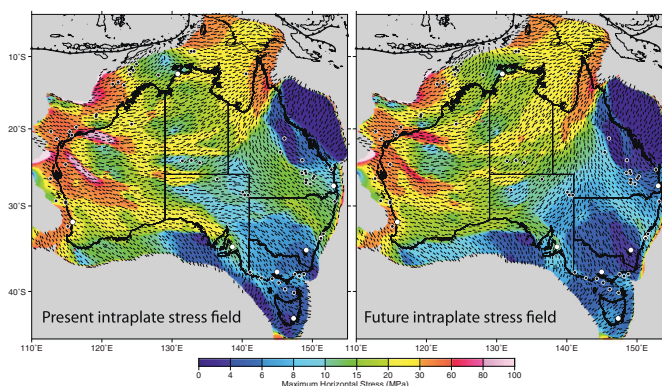 10˚S
20˚S
30˚S
40˚S
Present intraplate stress field
Future intraplate stress field
110˚E 120˚E 130˚E 140˚E 150˚E 110˚E 120˚E 130˚E 140˚E 150˚E
0 4 6 8 10 15 20 30 60 80 100
Maximum Horizontal Stress (MPa)